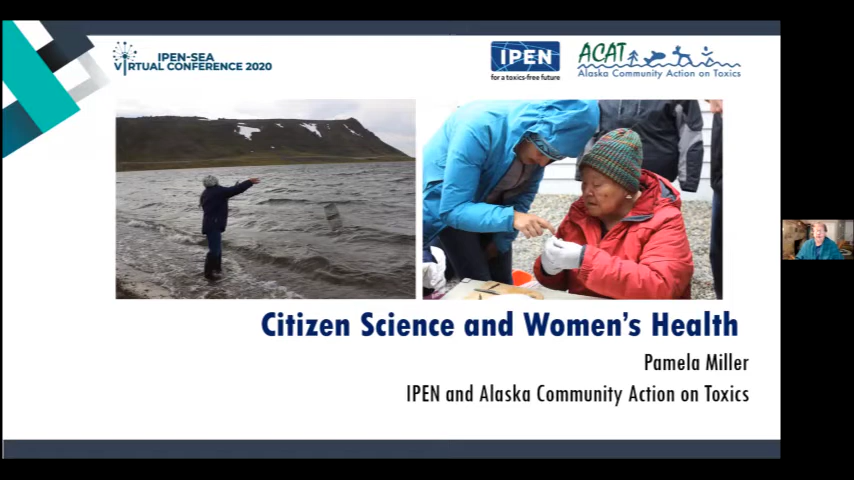 IPEN-SEA
VIRTUAL CONFERENCE 2020
IPEN
for a toxics-free future
ACAT
Alaska Community Action on Toxics
Citizen Science and Women's Health
Pamela Miller
IPEN and Alaska Community Action on Toxics